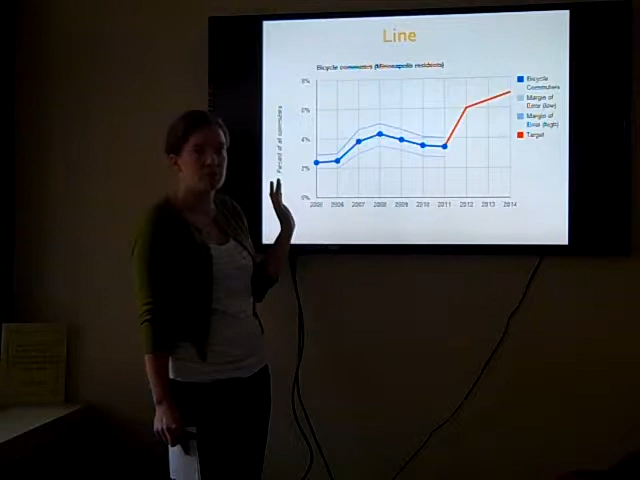 Line
Bicycle commuters (Minneapolis residents)
Percent of all commuters
8%
6%
4%
2%
0%
2005 2006 2007 2008 2009 2010 2011 2012 2013 2014
Bicycle
Commuters
Margin of
Error (low)
Margin of
Error (high)
Target